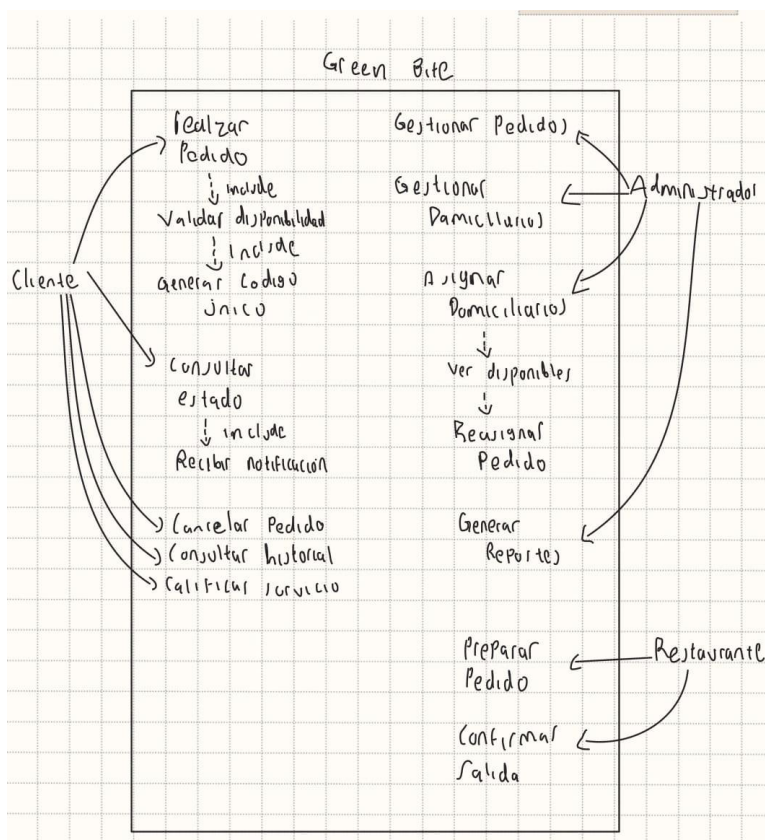 Green Bite
Realzar
Pedido
include
Validar disponibilidad
include
Generar Codigo
único
Consultar
estado
include
Recibir notificación
Cancelar Pedido
Consultar historial
Calificar servicio
Cliente
Gestionar Pedidos
Gestionar
Damiciliarios
Asignar
Domiciliarios
Ver disponibles
Reasignar
Pedido
Generar
Reportes
Preparar
Pedido
Confirmar
Salida
Administrador
Restaurante